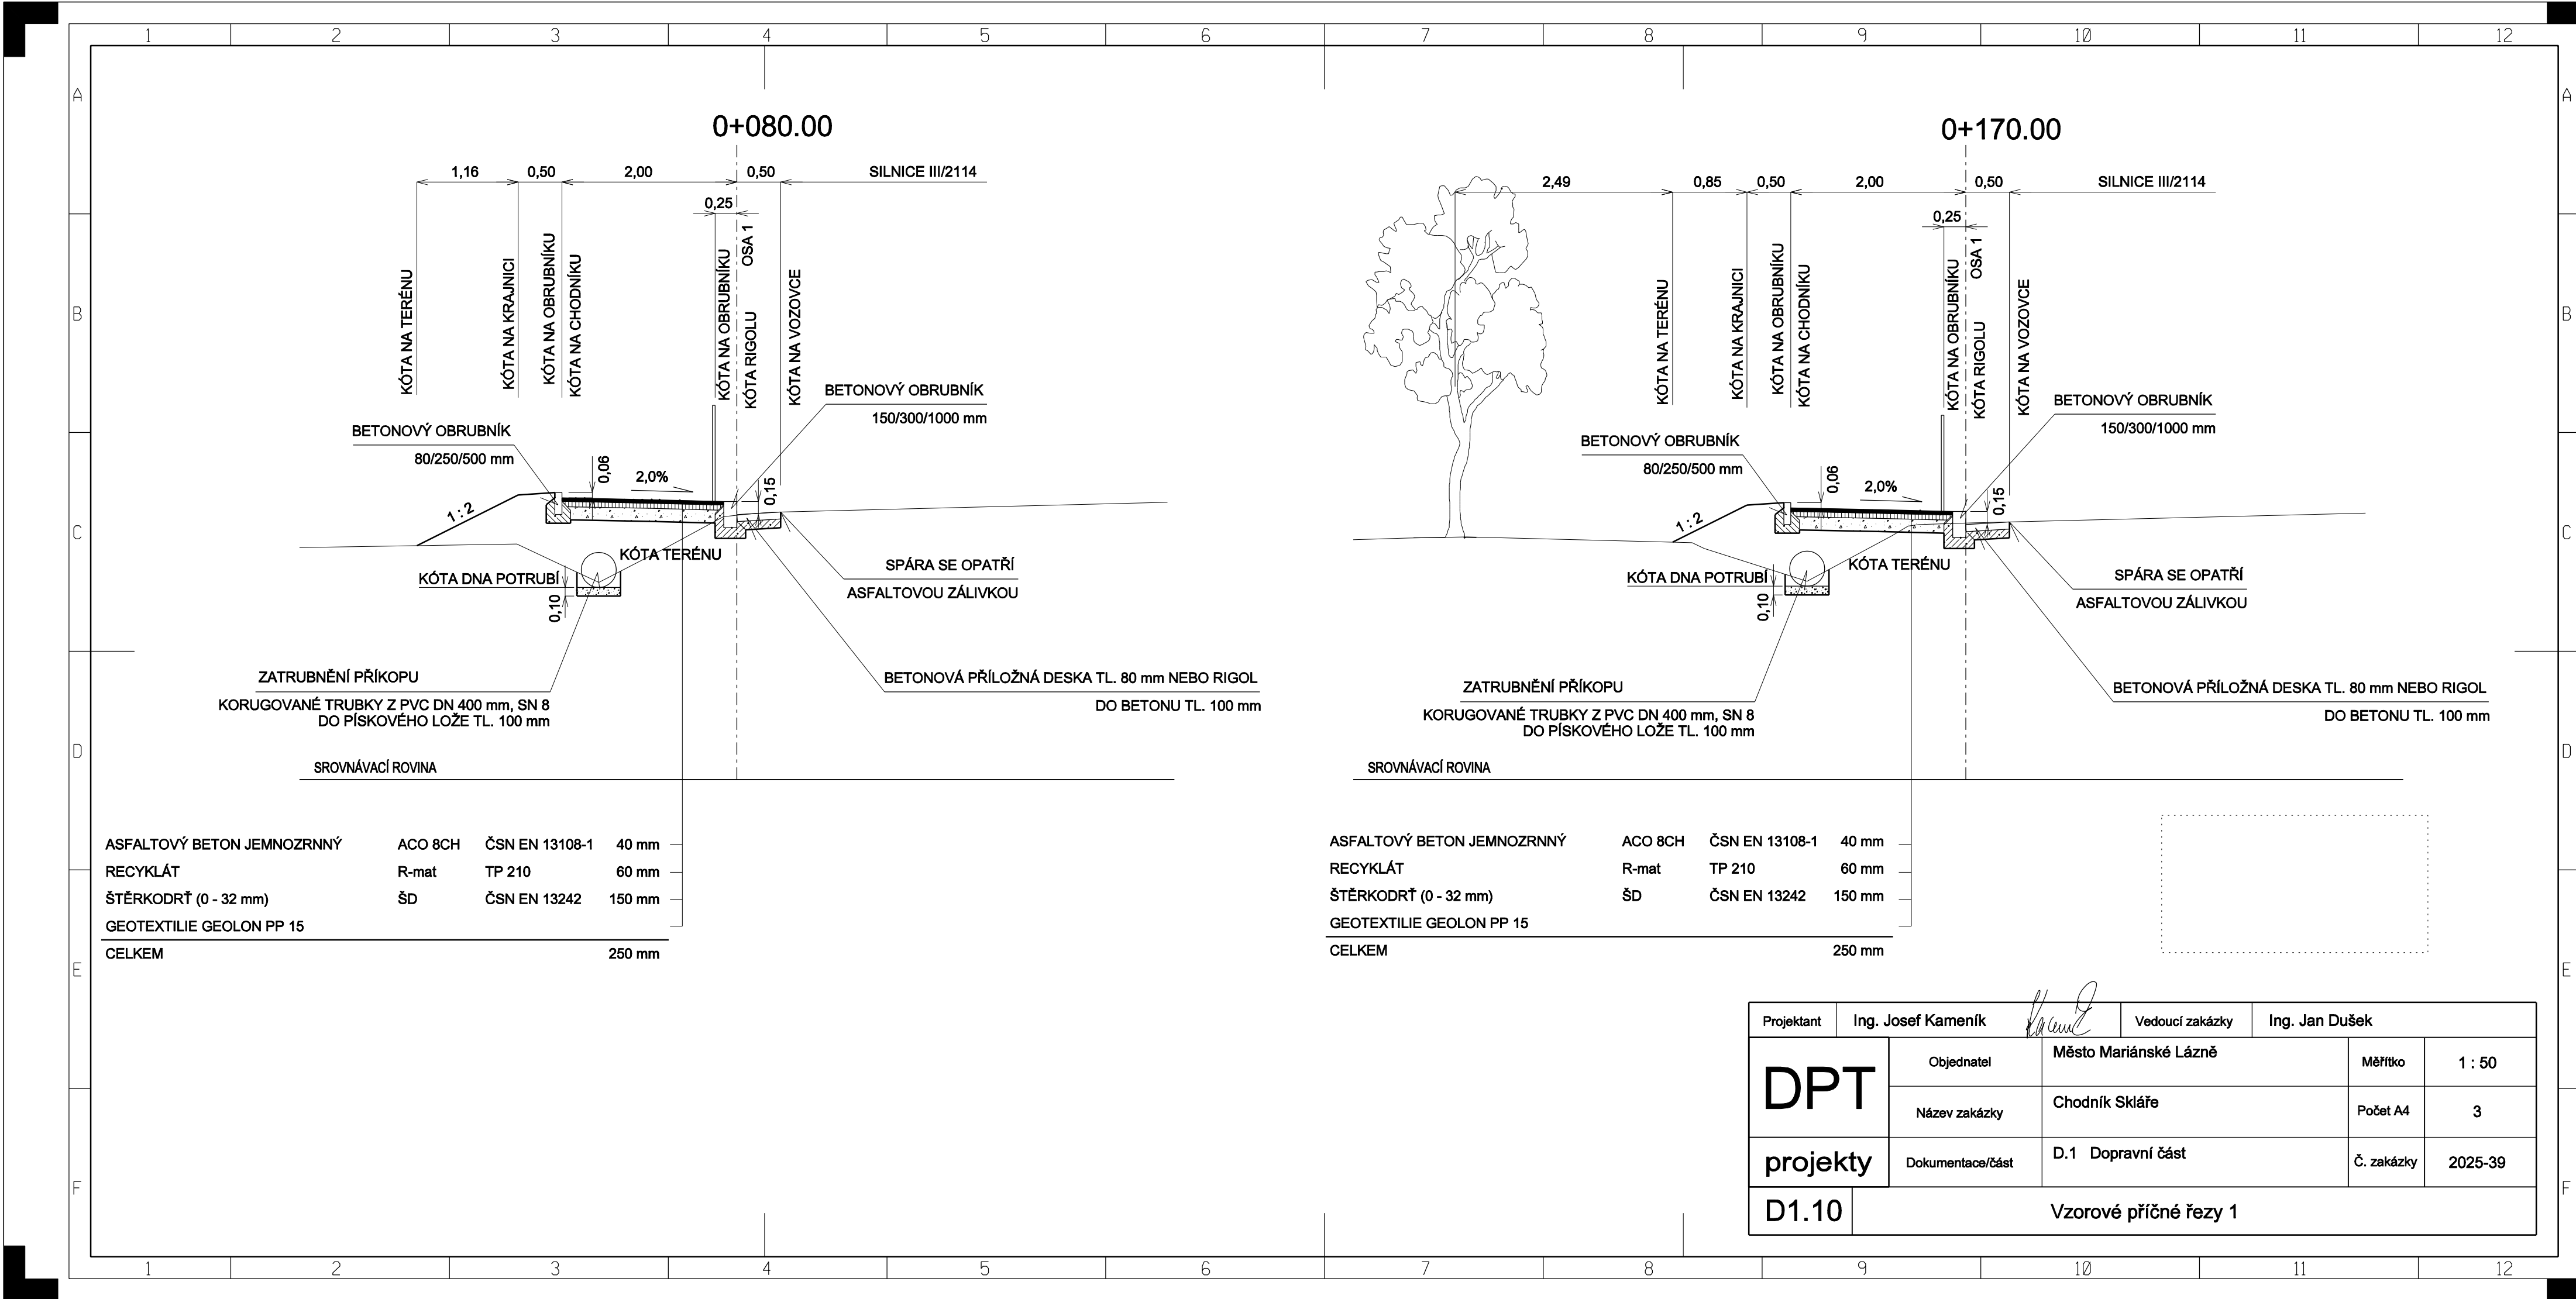 1 2 3 4 5 6 7 8 9 10 11 12
A
A
B
B
C
C
D
D
E
E
F
F
0+080.00
1,16 0,50 2,00 0,50 SILNICE III/2114
0,25
KÓTA NA TERÉNU
KÓTA NA KRAJNICI
KÓTA NA OBRUBNÍKU
KÓTA NA CHODNÍKU
KÓTA NA OBRUBNÍKU
OSA 1
KÓTA RIGOLU
KÓTA NA VOZOVCE
BETONOVÝ OBRUBNÍK
150/300/1000 mm
BETONOVÝ OBRUBNÍK
80/250/500 mm
0,06
2,0%
0,15
1 : 2
KÓTA TERÉNU
KÓTA DNA POTRUBÍ
0,10
SPÁRA SE OPATŘÍ
ASFALTOVOU ZÁLIVKOU
ZATRUBNĚNÍ PŘÍKOPU
KORUGOVANÉ TRUBKY Z PVC DN 400 mm, SN 8
DO PÍSKOVÉHO LOŽE TL. 100 mm
BETONOVÁ PŘÍLOŽNÁ DESKA TL. 80 mm NEBO RIGOL
DO BETONU TL. 100 mm
SROVNÁVACÍ ROVINA
ASFALTOVÝ BETON JEMNOZRNNÝ ACO 8CH ČSN EN 13108-1 40 mm
RECYKLÁT R-mat TP 210 60 mm
ŠTĚRKODRŤ (0 - 32 mm) ŠD ČSN EN 13242 150 mm
GEOTEXTILIE GEOLON PP 15
CELKEM 250 mm
0+170.00
2,49 0,85 0,50 2,00 0,50 SILNICE III/2114
0,25
KÓTA NA TERÉNU
KÓTA NA KRAJNICI
KÓTA NA OBRUBNÍKU
KÓTA NA CHODNÍKU
KÓTA NA OBRUBNÍKU
OSA 1
KÓTA RIGOLU
KÓTA NA VOZOVCE
BETONOVÝ OBRUBNÍK
150/300/1000 mm
BETONOVÝ OBRUBNÍK
80/250/500 mm
0,06
2,0%
0,15
1 : 2
KÓTA TERÉNU
KÓTA DNA POTRUBÍ
0,10
SPÁRA SE OPATŘÍ
ASFALTOVOU ZÁLIVKOU
ZATRUBNĚNÍ PŘÍKOPU
KORUGOVANÉ TRUBKY Z PVC DN 400 mm, SN 8
DO PÍSKOVÉHO LOŽE TL. 100 mm
BETONOVÁ PŘÍLOŽNÁ DESKA TL. 80 mm NEBO RIGOL
DO BETONU TL. 100 mm
SROVNÁVACÍ ROVINA
ASFALTOVÝ BETON JEMNOZRNNÝ ACO 8CH ČSN EN 13108-1 40 mm
RECYKLÁT R-mat TP 210 60 mm
ŠTĚRKODRŤ (0 - 32 mm) ŠD ČSN EN 13242 150 mm
GEOTEXTILIE GEOLON PP 15
CELKEM 250 mm
Projektant Ing. Josef Kameník Vedoucí zakázky Ing. Jan Dušek
DPT
projekty
Objednatel Město Mariánské Lázně Měřítko 1 : 50
Název zakázky Chodník Skláře Počet A4 3
Dokumentace/část D.1 Dopravní část Č. zakázky 2025-39
D1.10 Vzorové příčné řezy 1
1 2 3 4 5 6 7 8 9 10 11 12